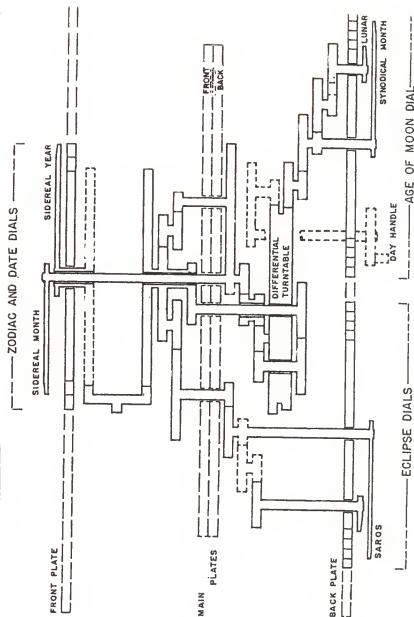 ZODIAC AND DATE DIALS
SIDEREAL MONTH
SIDEREAL YEAR
FRONT PLATE
MAIN
PLATES
FRONT
BACK
DIFFERENTIAL
TURNTABLE
DAY HANDLE
LUNAR
SYNODICAL MONTH
BACK PLATE
SAROS
ECLIPSE DIALS
AGE OF MOON DIAL